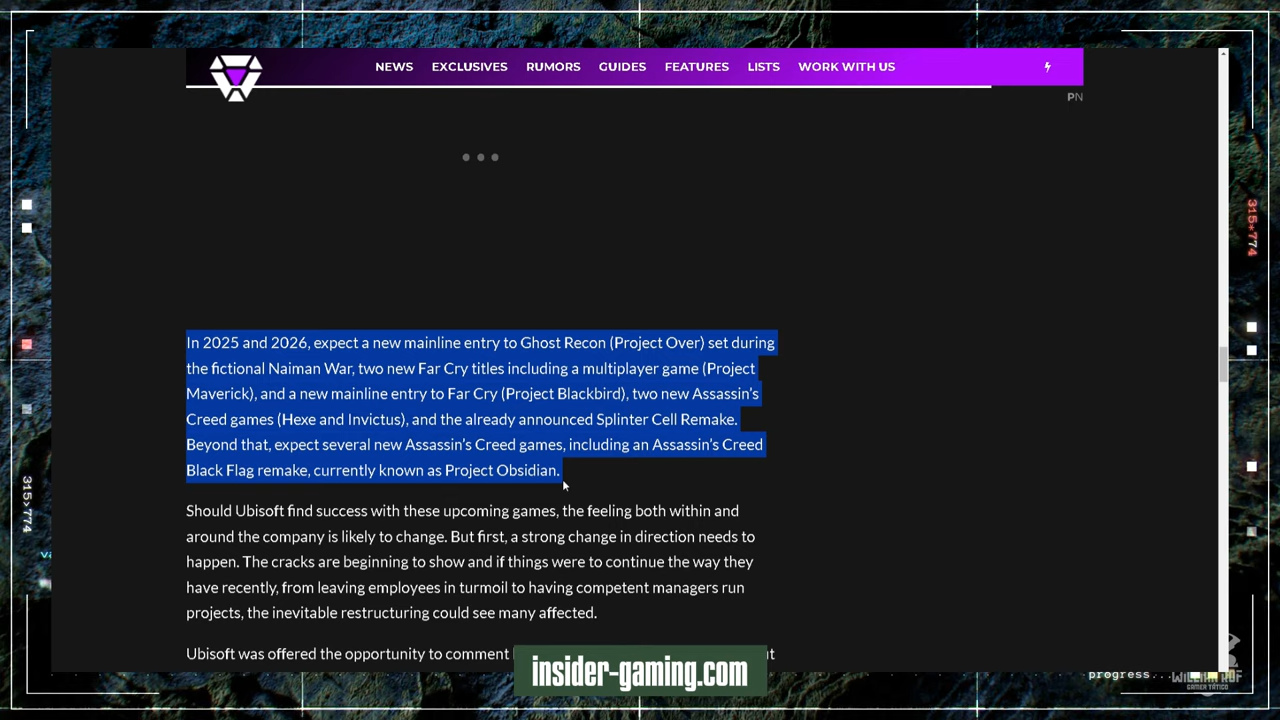 NEWS EXCLUSIVES RUMORS GUIDES FEATURES LISTS WORK WITH US
PN
315*774
In 2025 and 2026, expect a new mainline entry to Ghost Recon (Project Over) set during
the fictional Naiman War, two new Far Cry titles including a multiplayer game (Project
Maverick), and a new mainline entry to Far Cry (Project Blackbird), two new Assassin's
Creed games (Hexe and Invictus), and the already announced Splinter Cell Remake.
Beyond that, expect several new Assassin's Creed games, including an Assassin's Creed
Black Flag remake, currently known as Project Obsidian.
315>774
Should Ubisoft find success with these upcoming games, the feeling both within and
around the company is likely to change. But first, a strong change in direction needs to
happen. The cracks are beginning to show and if things were to continue the way they
have recently, from leaving employees in turmoil to having competent managers run
projects, the inevitable restructuring could see many affected.
Ubisoft was offered the opportunity to comment
insider-gaming.com
progress...
GAMER TÁTICO